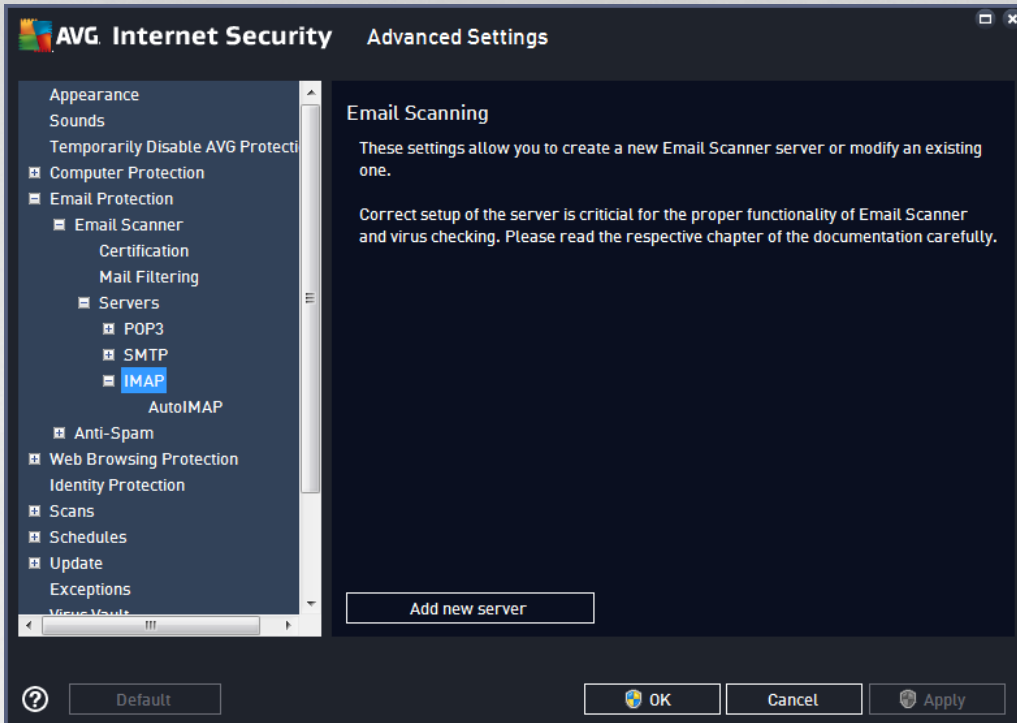 AVG Internet Security Advanced Settings
Appearance
Sounds
Temporarily Disable AVG Protecti
Computer Protection
Email Protection
Email Scanner
Certification
Mail Filtering
Servers
POP3
SMTP
IMAP
AutoIMAP
Anti-Spam
Web Browsing Protection
Identity Protection
Scans
Schedules
Update
Exceptions
Virus Vault
Email Scanning
These settings allow you to create a new Email Scanner server or modify an existing
one.
Correct setup of the server is criticial for the proper functionality of Email Scanner
and virus checking. Please read the respective chapter of the documentation carefully.
Add new server
Default
OK
Cancel
Apply